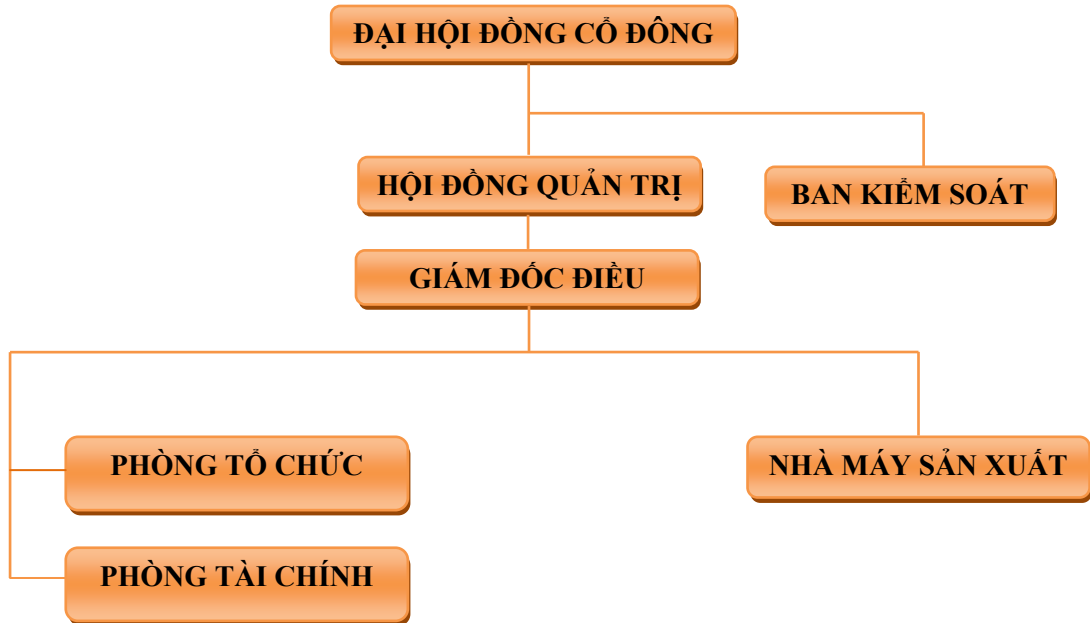 ĐẠI HỘI ĐỒNG CỔ ĐÔNG
HỘI ĐỒNG QUẢN TRỊ
BAN KIỂM SOÁT
GIÁM ĐỐC ĐIỀU
PHÒNG TỔ CHỨC
NHÀ MÁY SẢN XUẤT
PHÒNG TÀI CHÍNH